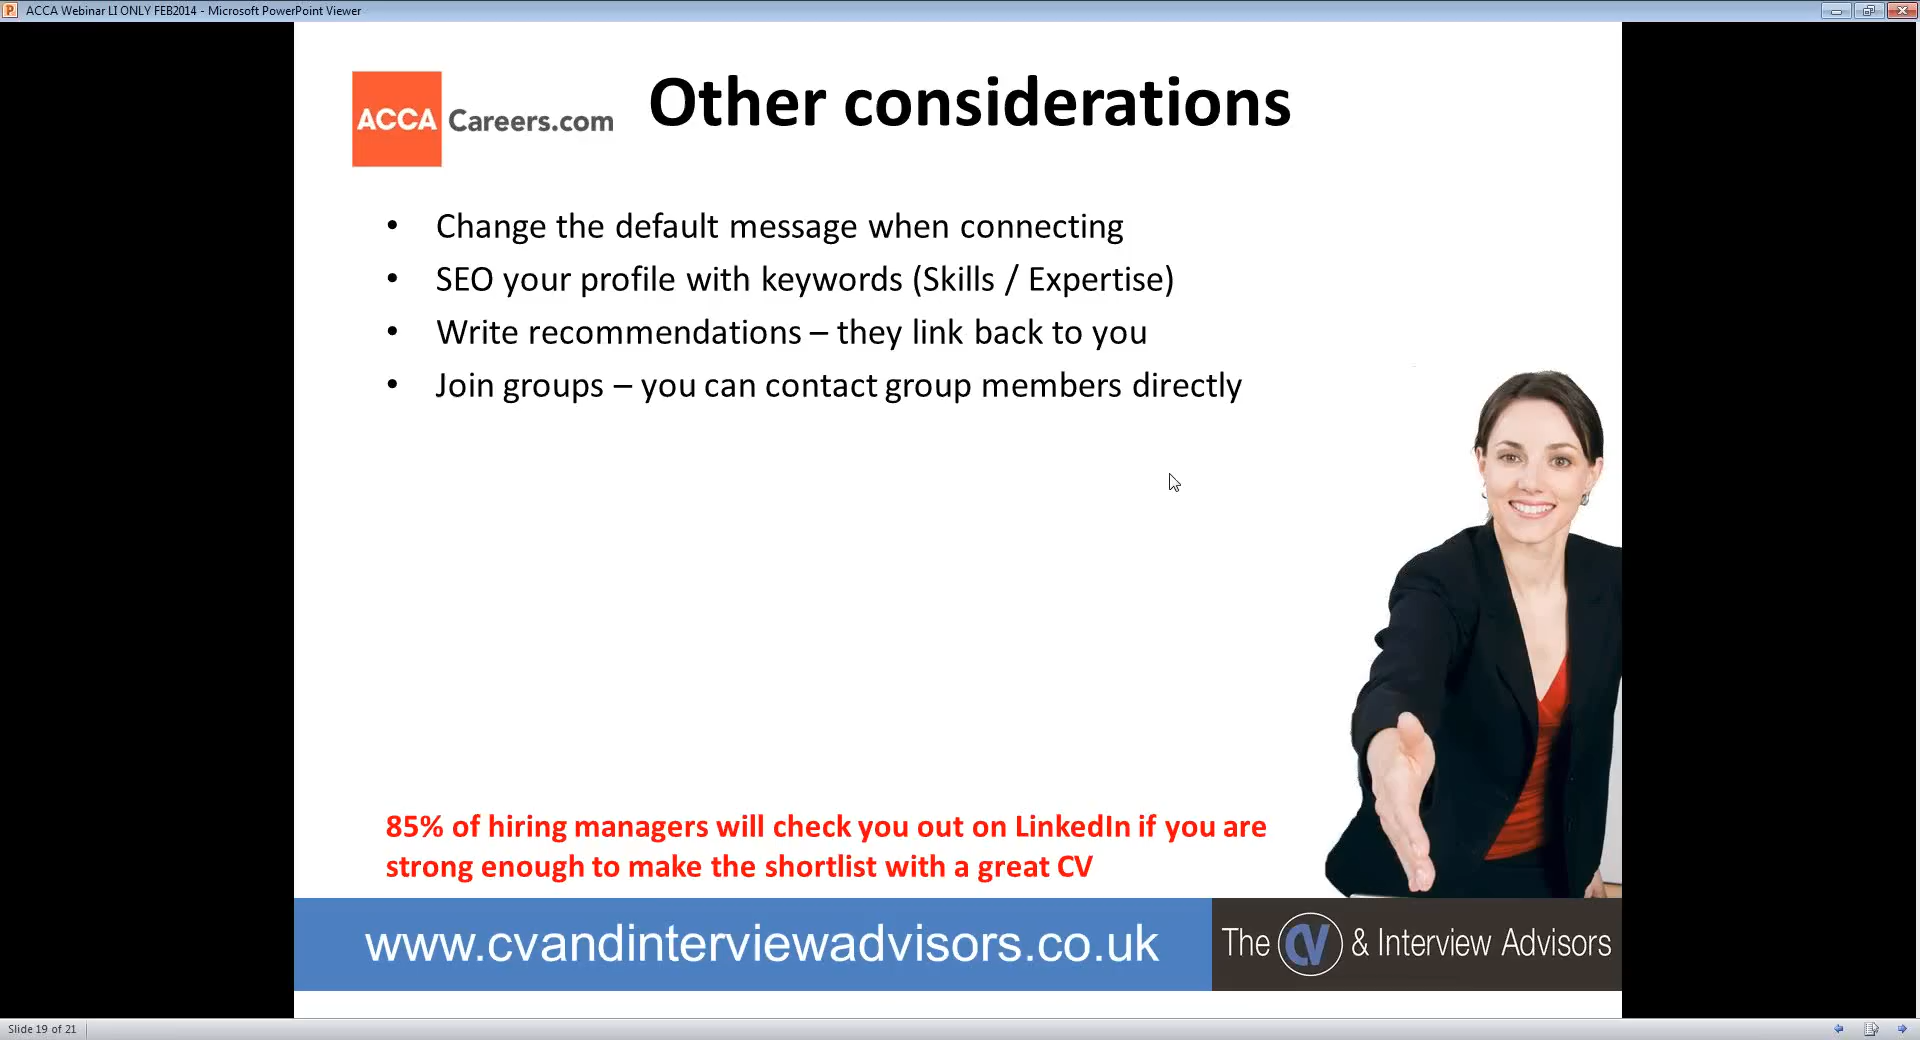 ACCA Webinar LI ONLY FEB2014 - Microsoft PowerPoint Viewer
ACCA Careers.com
Other considerations
• Change the default message when connecting
• SEO your profile with keywords (Skills / Expertise)
• Write recommendations – they link back to you
• Join groups – you can contact group members directly
85% of hiring managers will check you out on LinkedIn if you are
strong enough to make the shortlist with a great CV
www.cvandinterviewadvisors.co.uk
The CV & Interview Advisors
Slide 19 of 21